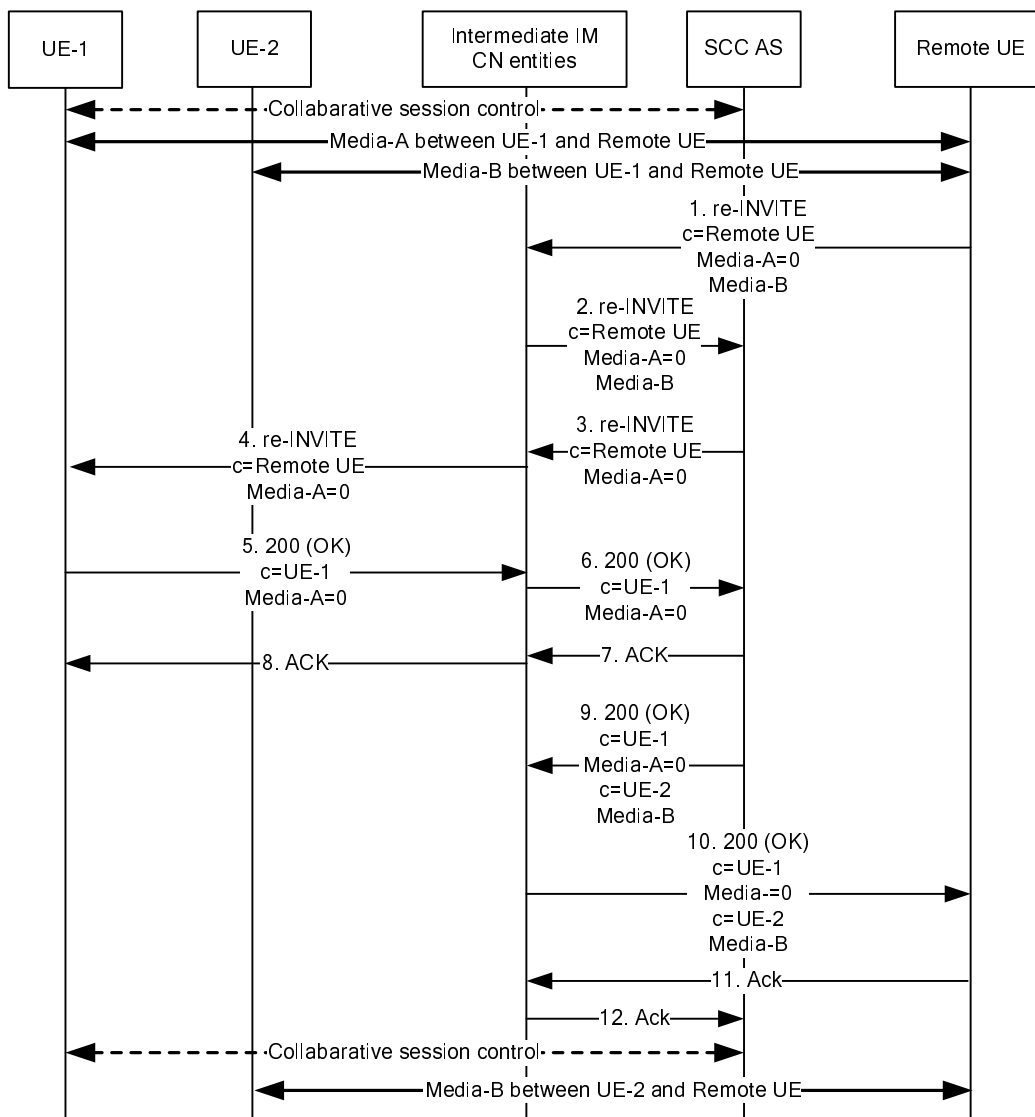 UE-1
UE-2
Intermediate IM
CN entities
SCC AS
Remote UE
Collabarative session control
Media-A between UE-1 and Remote UE
Media-B between UE-1 and Remote UE
1. re-INVITE
c=Remote UE
Media-A=0
Media-B
2. re-INVITE
c=Remote UE
Media-A=0
Media-B
3. re-INVITE
c=Remote UE
Media-A=0
4. re-INVITE
c=Remote UE
Media-A=0
5. 200 (OK)
c=UE-1
Media-A=0
6. 200 (OK)
c=UE-1
Media-A=0
7. ACK
8. ACK
9. 200 (OK)
c=UE-1
Media-A=0
c=UE-2
Media-B
10. 200 (OK)
c=UE-1
Media-=0
c=UE-2
Media-B
11. Ack
12. Ack
Collabarative session control
Media-B between UE-2 and Remote UE